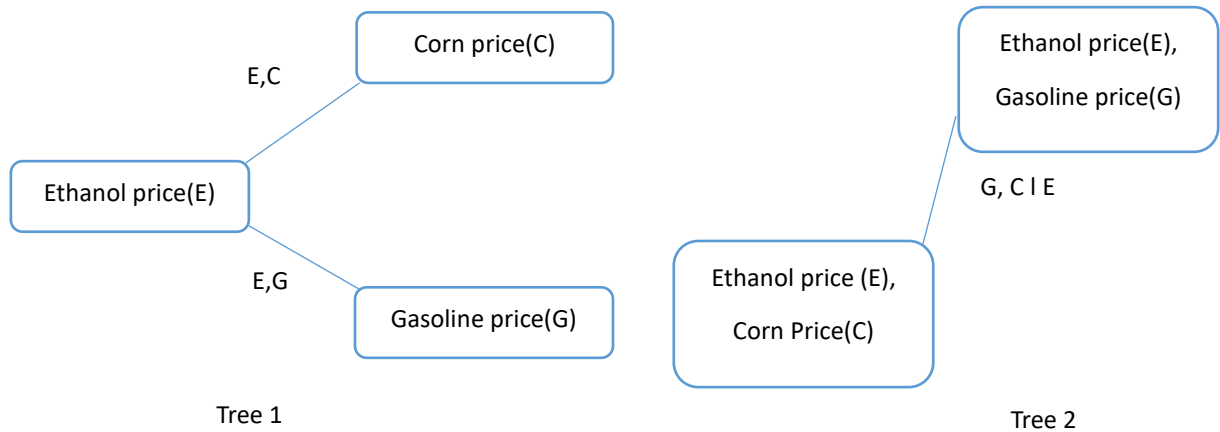 Corn price(C)
E,C
Ethanol price(E)
E,G
Gasoline price(G)
Tree 1
Ethanol price(E),
Gasoline price(G)
G, C l E
Ethanol price (E),
Corn Price(C)
Tree 2